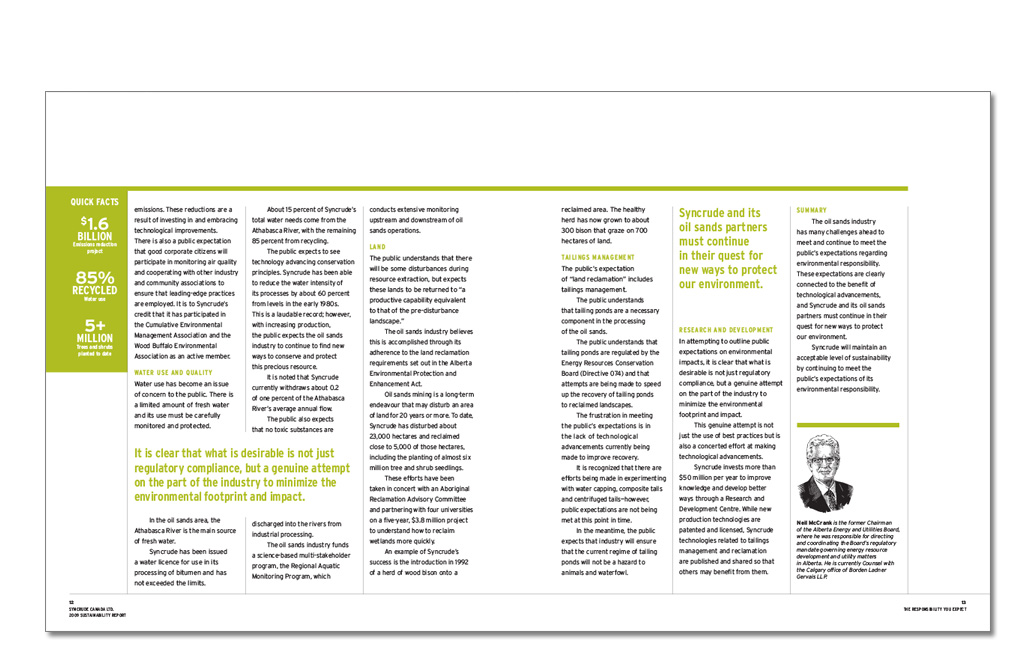 QUICK FACTS
$1.6
BILLION
Emissions reduction
project
85%
RECYCLED
Water use
5+
MILLION
Trees and shrubs
planted to date
emissions. These reductions are a
result of investing in and embracing
technological improvements.
There is also a public expectation
that good corporate citizens will
participate in monitoring air quality
and cooperating with other industry
and community associations to
ensure that leading-edge practices
are employed. It is to Syncrude's
credit that it has participated in
the Cumulative Environmental
Management Association and the
Wood Buffalo Environmental
Association as an active member.
WATER USE AND QUALITY
Water use has become an issue
of concern to the public. There is
a limited amount of fresh water
and its use must be carefully
monitored and protected.
It is clear that what is desirable is not just
regulatory compliance, but a genuine attempt
on the part of the industry to minimize the
environmental footprint and impact.
In the oil sands area, the
Athabasca River is the main source
of fresh water.
Syncrude has been issued
a water licence for use in its
processing of bitumen and has
not exceeded the limits.
About 15 percent of Syncrude's
total water needs come from the
Athabasca River, with the remaining
85 percent from recycling.
The public expects to see
technology advancing conservation
principles. Syncrude has been able
to reduce the water intensity of
its processes by about 60 percent
from levels in the early 1980s.
This is a laudable record; however,
with increasing production,
the public expects the oil sands
industry to continue to find new
ways to conserve and protect
this precious resource.
It is noted that Syncrude
currently withdraws about 0.2
of one percent of the Athabasca
River's average annual flow.
The public also expects
that no toxic substances are
discharged into the rivers from
industrial processing.
The oil sands industry funds
a science-based multi-stakeholder
program, the Regional Aquatic
Monitoring Program, which
conducts extensive monitoring
upstream and downstream of oil
sands operations.
LAND
The public understands that there
will be some disturbances during
resource extraction, but expects
these lands to be returned to “a
productive capability equivalent
to that of the pre-disturbance
landscape.”
The oil sands industry believes
this is accomplished through its
adherence to the land reclamation
requirements set out in the Alberta
Environmental Protection and
Enhancement Act.
Oil sands mining is a long-term
endeavour that may disturb an area
of land for 20 years or more. To date,
Syncrude has disturbed about
23,000 hectares and reclaimed
close to 5,000 of those hectares,
including the planting of almost six
million tree and shrub seedlings.
These efforts have been
taken in concert with an Aboriginal
Reclamation Advisory Committee
and partnering with four universities
on a five year, $3.8 million project
to understand how to reclaim
wetlands more quickly.
An example of Syncrude's
success is the introduction in 1992
of a herd of wood bison onto a
reclaimed area. The healthy
herd has now grown to about
300 bison that graze on 700
hectares of land.
TAILINGS MANAGEMENT
The public's expectation
of “land reclamation” includes
tailings management.
The public understands
that tailing ponds are a necessary
component in the processing
of the oil sands.
The public understands that
tailing ponds are regulated by the
Energy Resources Conservation
Board (Directive 074) and that
attempts are being made to speed
up the recovery of tailing ponds
to reclaimed landscapes.
The frustration in meeting
the public's expectations is in
the lack of technological
advancements currently being
made to improve recovery.
It is recognized that there are
efforts being made in experimenting
with water capping, composite tails
and centrifuged tails—however,
public expectations are not being
met at this point in time.
In the meantime, the public
expects that industry will ensure
that the current regime of tailing
ponds will not be a hazard to
animals and waterfowl.
Syncrude and its
oil sands partners
must continue
in their quest for
new ways to protect
our environment.
RESEARCH AND DEVELOPMENT
In attempting to outline public
expectations on environmental
impacts, it is clear that what is
desirable is not just regulatory
compliance, but a genuine attempt
on the part of the industry to
minimize the environmental
footprint and impact.
This genuine attempt is not
just the use of best practices but is
also a concerted effort at making
technological advancements.
Syncrude invests more than
$50 million per year to improve
knowledge and develop better
ways through a Research and
Development Centre. While new
production technologies are
patented and licensed, Syncrude
technologies related to tailings
management and reclamation
are published and shared so that
others may benefit from them.
SUMMARY
The oil sands industry
has many challenges ahead to
meet and continue to meet the
public's expectations regarding
environmental responsibility.
These expectations are clearly
connected to the benefit of
technological advancements,
and Syncrude and its oil sands
partners must continue in their
quest for new ways to protect
our environment.
Syncrude will maintain an
acceptable level of sustainability
by continuing to meet the
public's expectations of its
environmental responsibility.
Neil McCrank is the former Chairman
of the Alberta Energy and Utilities Board,
where he was responsible for directing
and coordinating the Board's regulatory
mandate governing energy resource
development and utility matters
in Alberta. He is currently Counsel with
the Calgary office of Borden Ladner
Gervais LLP.
12
SYNCRUDE CANADA LTD.
2009 SUSTAINABILITY REPORT
13
THE RESPONSIBILITY YOU EXPECT